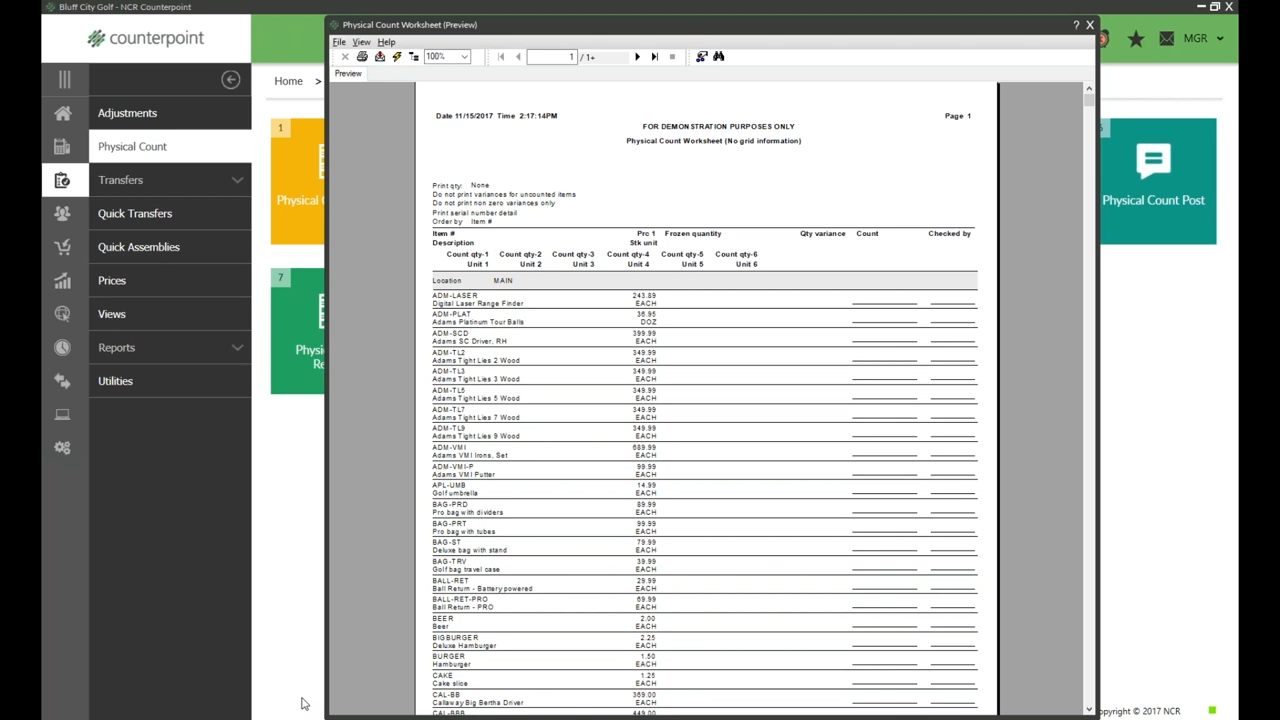 Bluff City Golf - NCR Counterpoint
counterpoint
MGR
Adjustments
Physical Count
Transfers
Quick Transfers
Quick Assemblies
Prices
Views
Reports
Utilities
Home >
1
7
Physical Count Post
Physical Count Worksheet (Preview)
? X
File View Help
100%
1 / 1+
Preview
Date 11/15/2017 Time 2:17:14PM Page 1
FOR DEMONSTRATION PURPOSES ONLY
Physical Count Worksheet (No grid information)
Print qty: None
Do not print variances for uncounted items
Do not print non zero variances only
Print serial number detail
Order by Item #
Item # Prc 1 Frozen quantity Qty variance Count Checked by
Description Stk unit
Count qty-1 Count qty-2 Count qty-3 Count qty-4 Count qty-5 Count qty-6
Unit 1 Unit 2 Unit 3 Unit 4 Unit 5 Unit 6
Location MAIN
ADM-LASER 243.89
Digital Laser Range Finder EACH
ADM-PLAT 36.95
Adams Platinum Tour Balls DOZ
ADM-SCD 399.99
Adams SC Driver, RH EACH
ADM-TL2 349.99
Adams Tight Lies 2 Wood EACH
ADM-TL3 349.99
Adams Tight Lies 3 Wood EACH
ADM-TL5 349.99
Adams Tight Lies 5 Wood EACH
ADM-TL7 349.99
Adams Tight Lies 7 Wood EACH
ADM-TL9 349.99
Adams Tight Lies 9 Wood EACH
ADM-VMI 689.99
Adams VMI Irons, Set EACH
ADM-VMI-P 99.99
Adams VMI Putter EACH
APL-UMB 14.99
Golf umbrella EACH
BAG-PRD 89.99
Pro bag with dividers EACH
BAG-PRT 99.99
Pro bag with tubes EACH
BAG-ST 79.99
Deluxe bag with stand EACH
BAG-TRV 39.99
Golf bag travel case EACH
BALL-RET 29.99
Ball Return - Battery powered EACH
BALL-RET-PRO 69.99
Ball Return - PRO EACH
BEER 2.00
Beer EACH
BIGBURGER 2.25
Deluxe Hamburger EACH
BURGER 1.50
Hamburger EACH
CAKE 1.25
Cake slice EACH
CAL-BB 369.00
Callaway Big Bertha Driver EACH
CAL-BBB 449.00
opyright © 2017 NCR